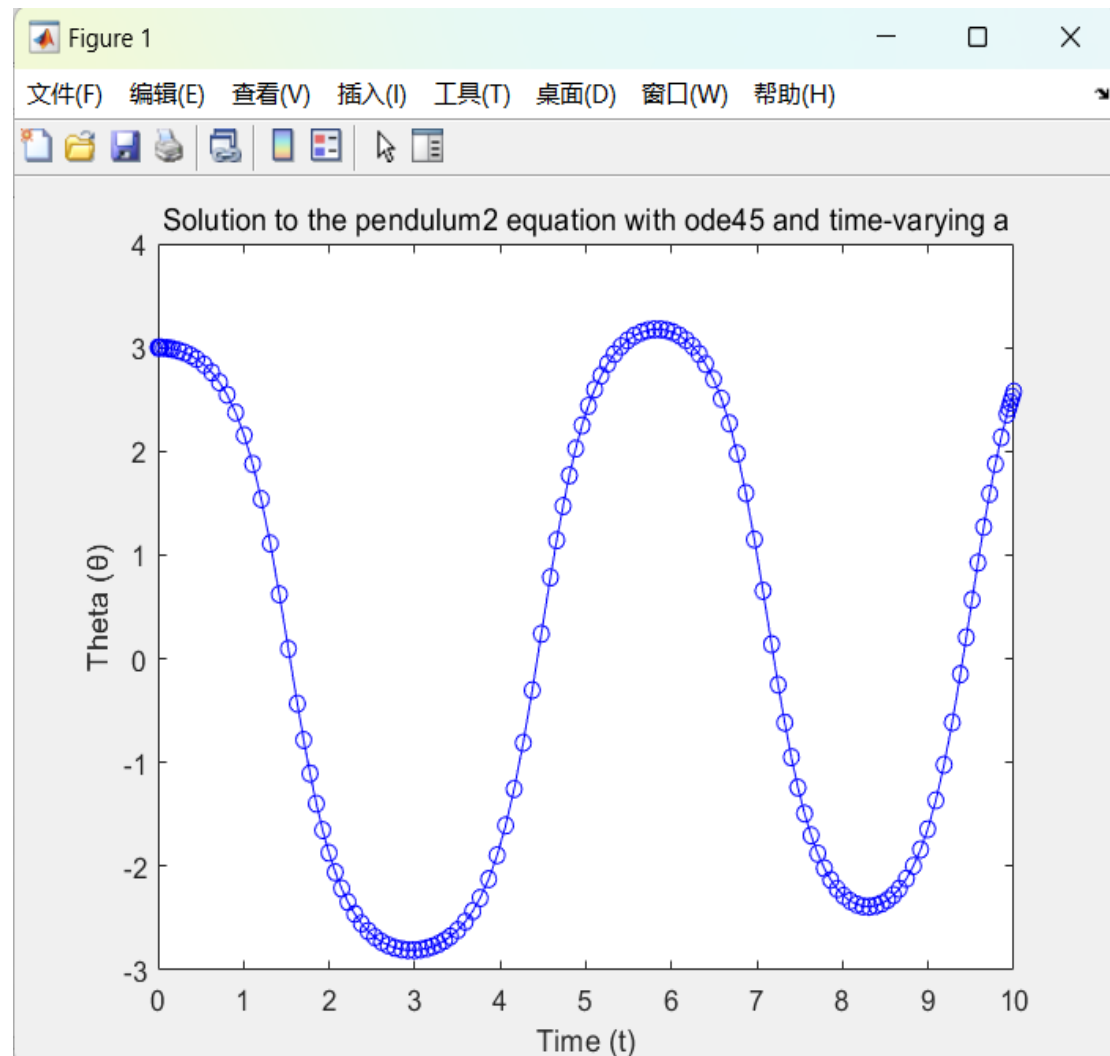 Figure 1
文件(F) 编辑(E) 查看(V) 插入(I) 工具(T) 桌面(D) 窗口(W) 帮助(H)
Solution to the pendulum2 equation with ode45 and time-varying a
4
3
2
1
0
-1
-2
-3
Theta (θ)
0 1 2 3 4 5 6 7 8 9 10
Time (t)